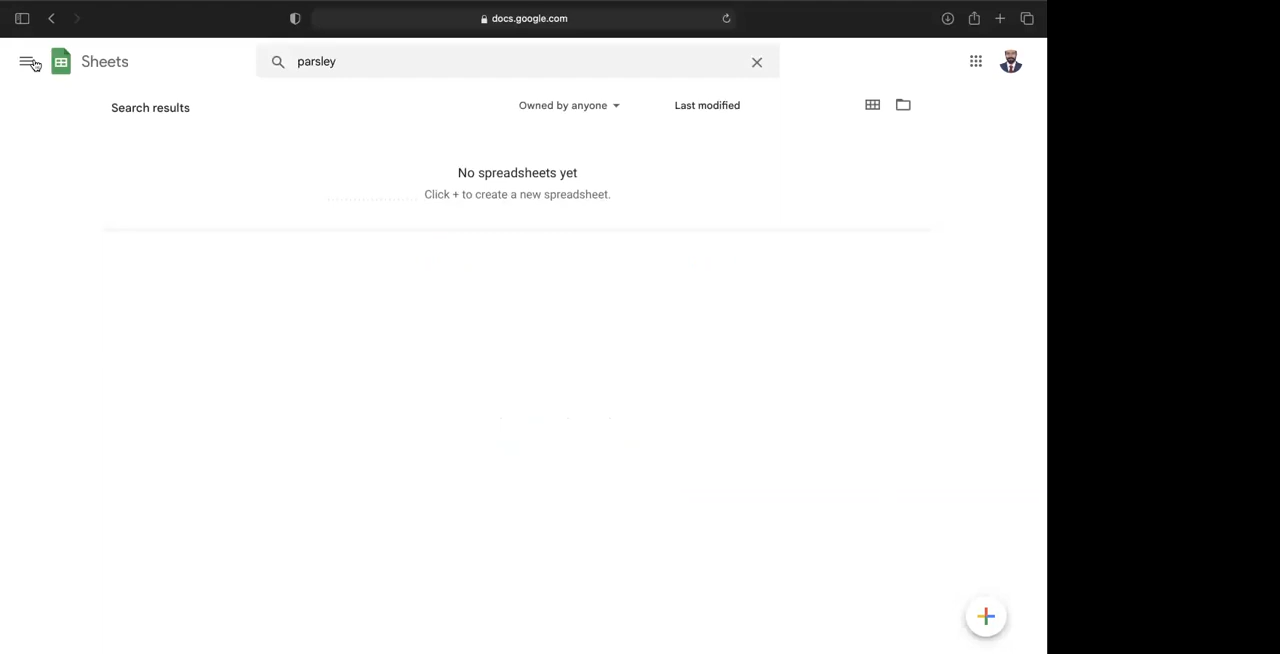 docs.google.com
Sheets
parsley
Search results
Owned by anyone
Last modified
No spreadsheets yet
Click + to create a new spreadsheet.